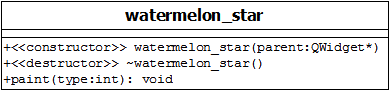 watermelon_star
+<<constructor>> watermelon_star(parent:QWidget*)
+<<destructor>> ~watermelon_star()
+paint(type:int): void